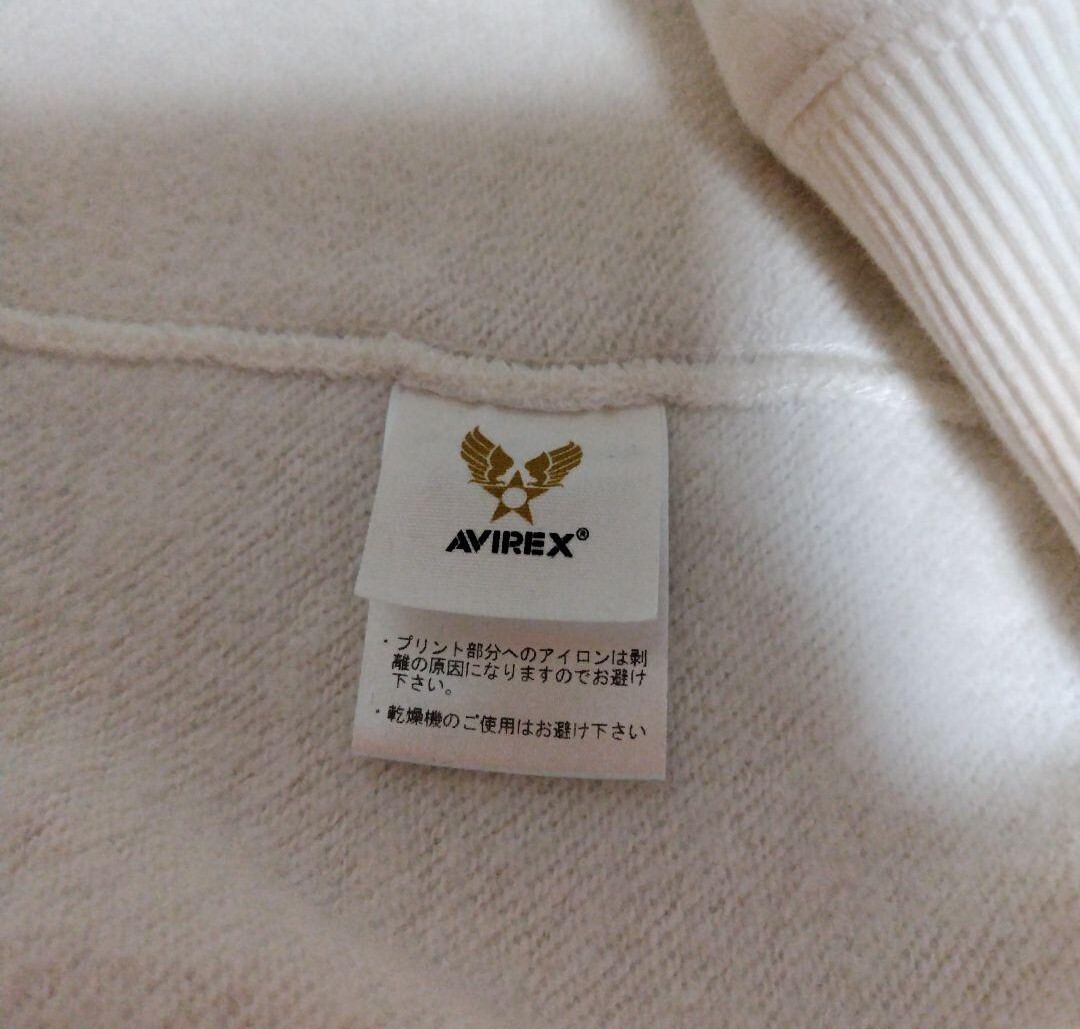 AVIREX®
・プリント部分へのアイロンは剥
離の原因になりますのでお避け
下さい。
・乾燥機のご使用はお避け下さい